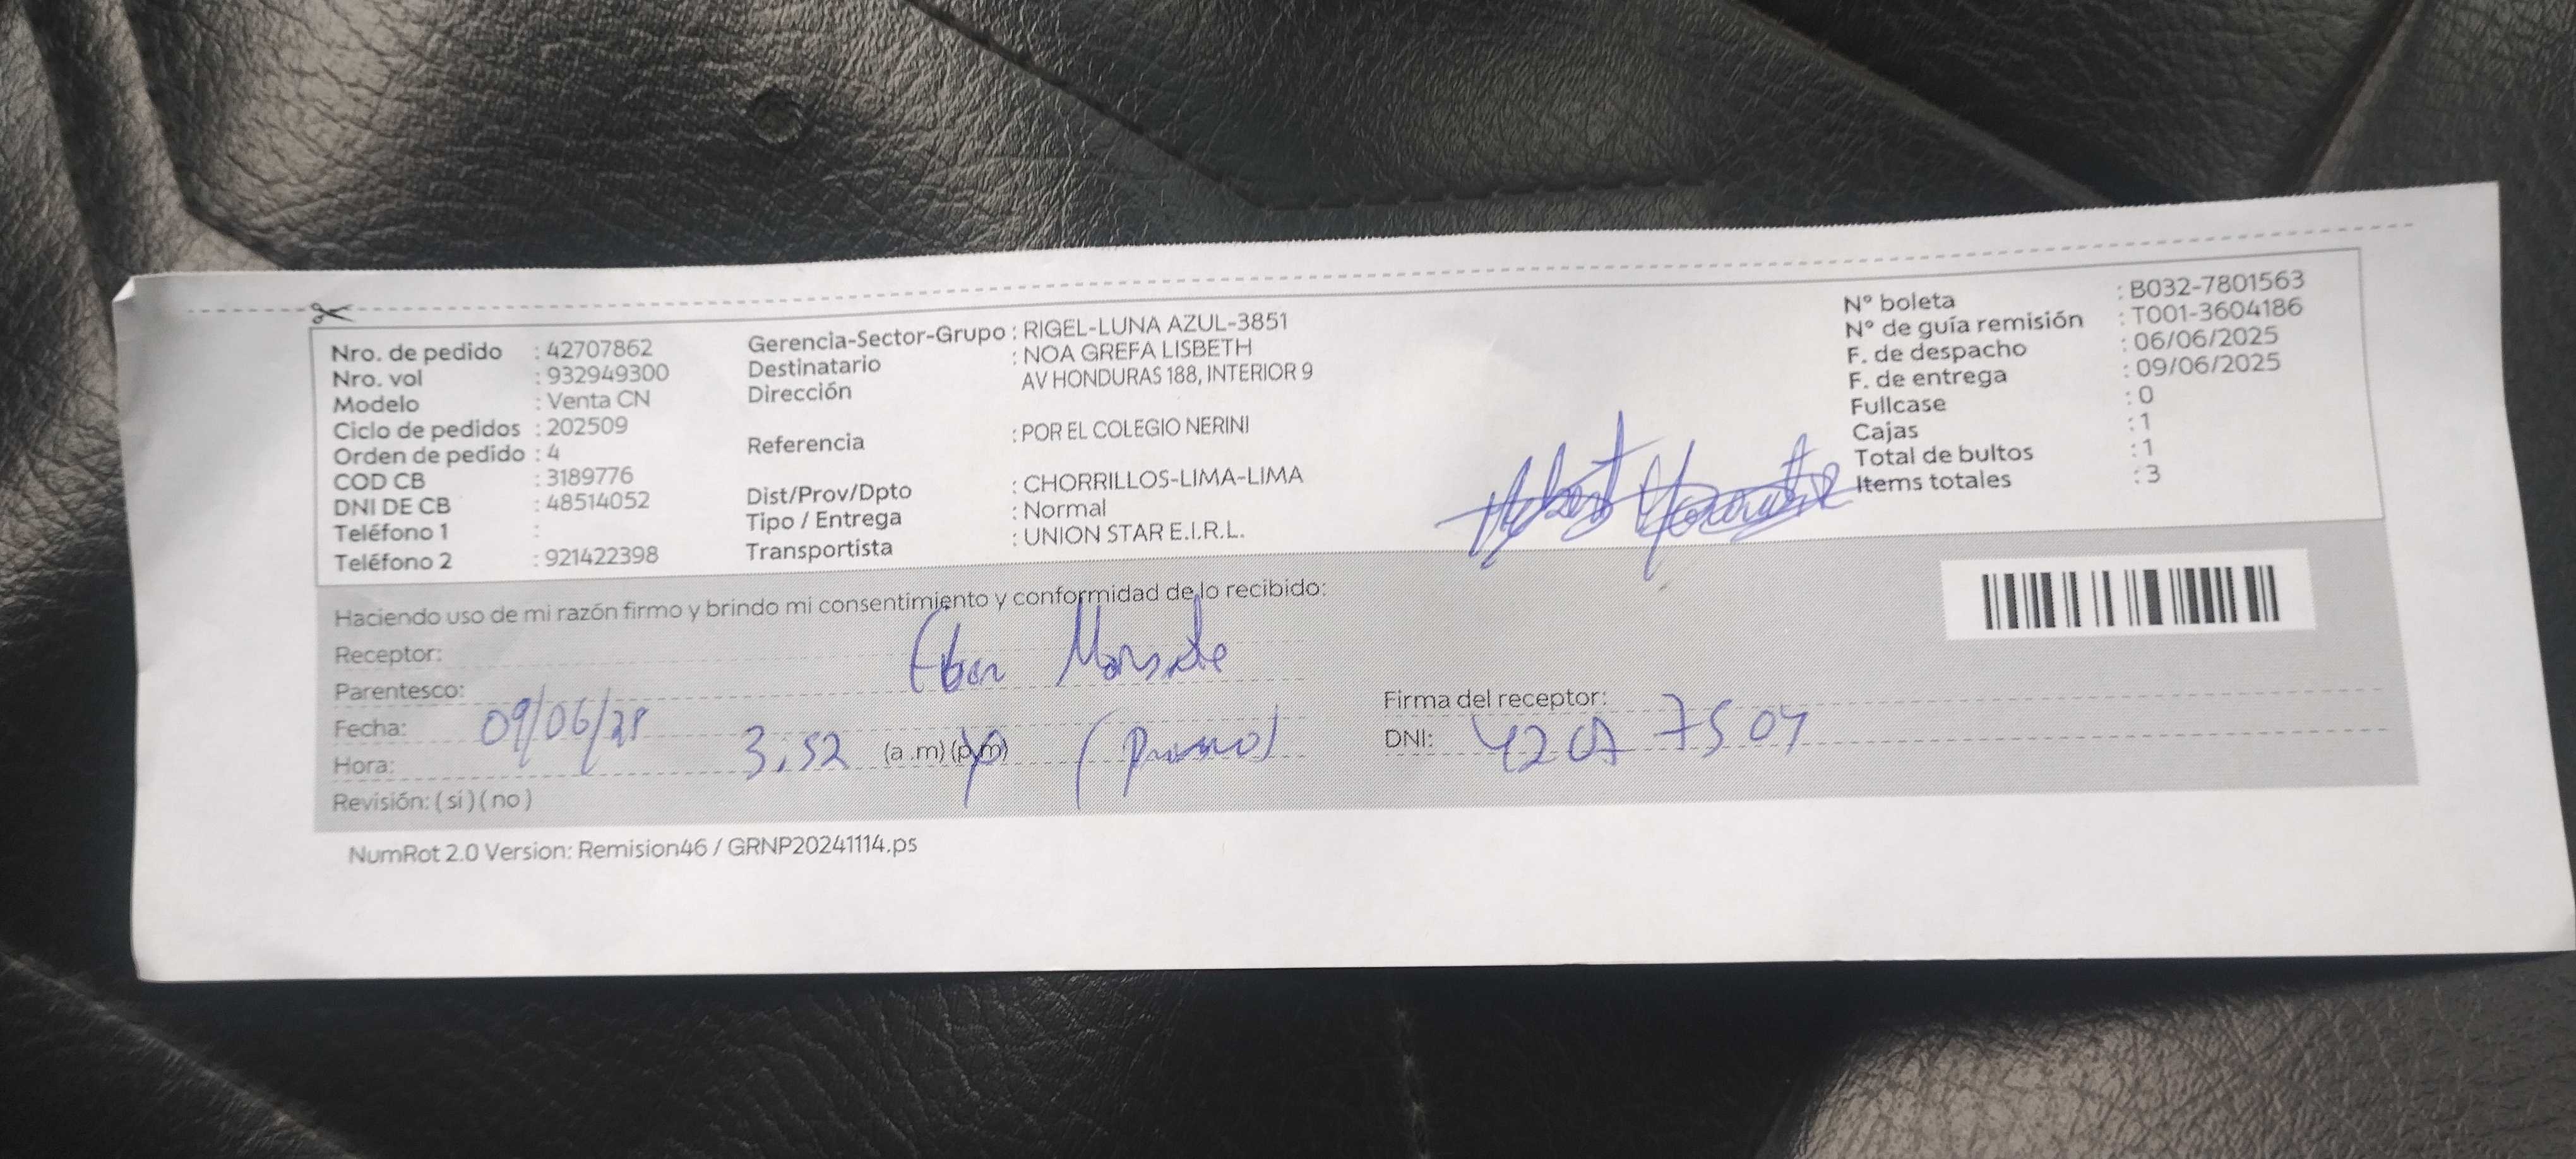 Nro. de pedido : 42707862
Nro. vol : 932949300
Modelo : Venta CN
Ciclo de pedidos : 202509
Orden de pedido : 4
COD CB : 3189776
DNI DE CB : 48514052
Teléfono 1 :
Teléfono 2 : 921422398
Gerencia-Sector-Grupo : RIGEL-LUNA AZUL-3851
Destinatario : NOA GREFA LISBETH
Dirección AV HONDURAS 188, INTERIOR 9
Referencia : POR EL COLEGIO NERINI
Dist/Prov/Dpto : CHORRILLOS-LIMA-LIMA
Tipo / Entrega : Normal
Transportista : UNION STAR E.I.R.L.
N° boleta : B032-7801563
N° de guía remisión : T001-3604186
F. de despacho : 06/06/2025
F. de entrega : 09/06/2025
Fullcase : 0
Cajas : 1
Total de bultos : 1
Items totales : 3
Haciendo uso de mi razón firmo y brindo mi consentimiento y conformidad de lo recibido:
Receptor:
Parentesco:
Fecha: 09/06/25
Hora: 3:52 (a.m) (p.m)
Revisión: ( si ) ( no )
Firma del receptor:
DNI:
NumRot 2.0 Version: Remision46 / GRNP20241114.ps